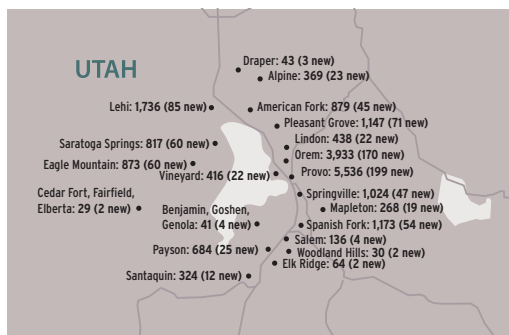 UTAH
Draper: 43 (3 new)
Alpine: 369 (23 new)
Lehi: 1,736 (85 new)
American Fork: 879 (45 new)
Pleasant Grove: 1,147 (71 new)
Saratoga Springs: 817 (60 new)
Lindon: 438 (22 new)
Orem: 3,933 (170 new)
Eagle Mountain: 873 (60 new)
Vineyard: 416 (22 new)
Provo: 5,536 (199 new)
Cedar Fort, Fairfield,
Elberta: 29 (2 new)
Springville: 1,024 (47 new)
Mapleton: 268 (19 new)
Benjamin, Goshen,
Genola: 41 (4 new)
Spanish Fork: 1,173 (54 new)
Salem: 136 (4 new)
Payson: 684 (25 new)
Woodland Hills: 30 (2 new)
Elk Ridge: 64 (2 new)
Santaquin: 324 (12 new)